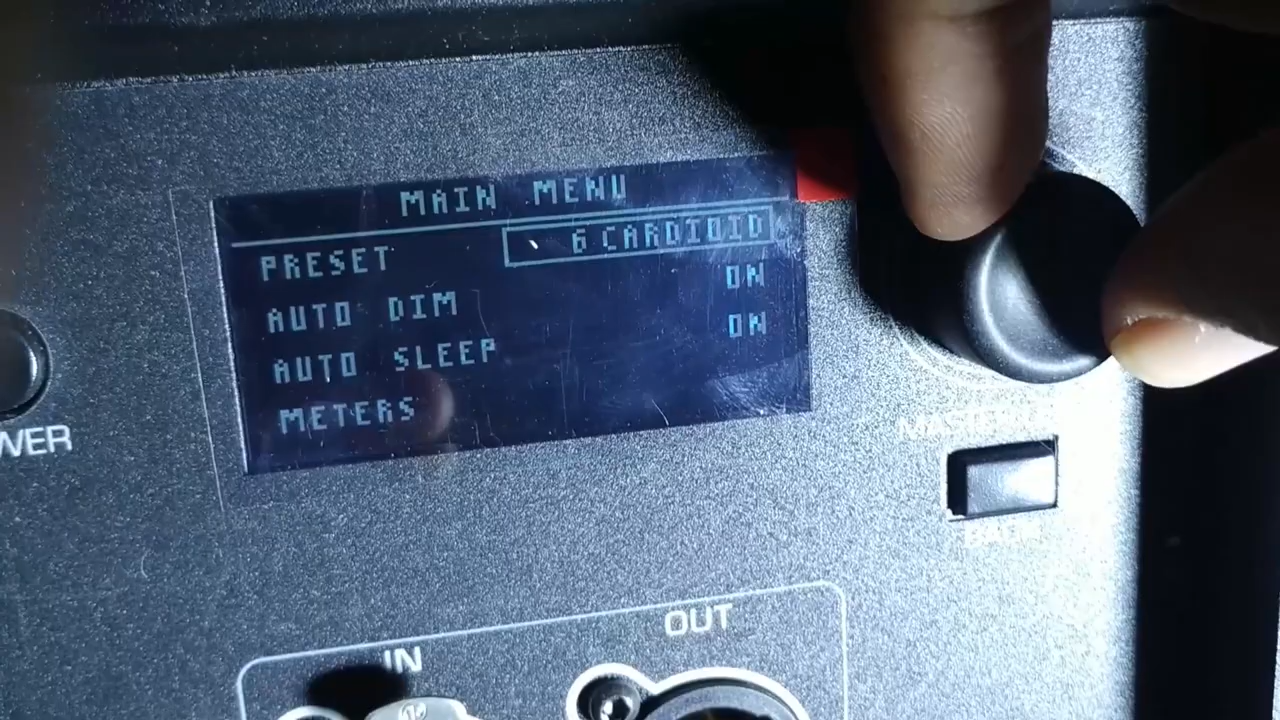 MAIN MENU
PRESET 6 CARDIOID
AUTO DIM ON
AUTO SLEEP ON
METERS
WER
OUT
IN